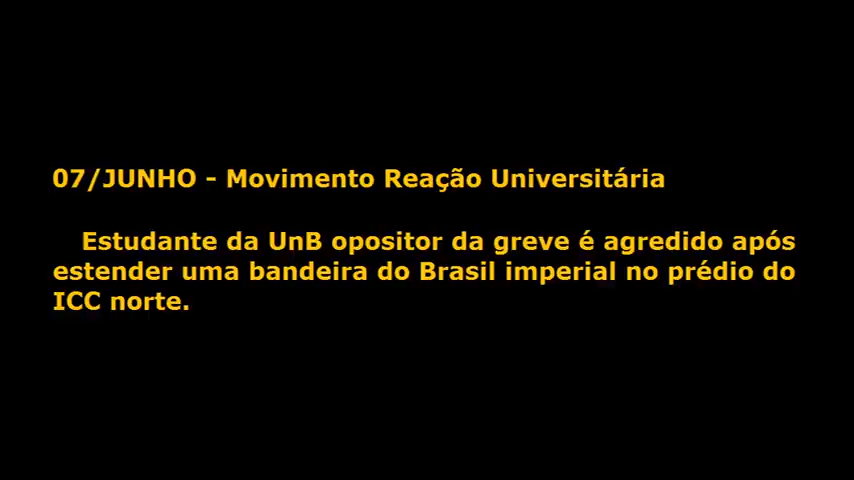 07/JUNHO - Movimento Reação Universitária
Estudante da UnB opositor da greve é agredido após
estender uma bandeira do Brasil imperial no prédio do
ICC norte.